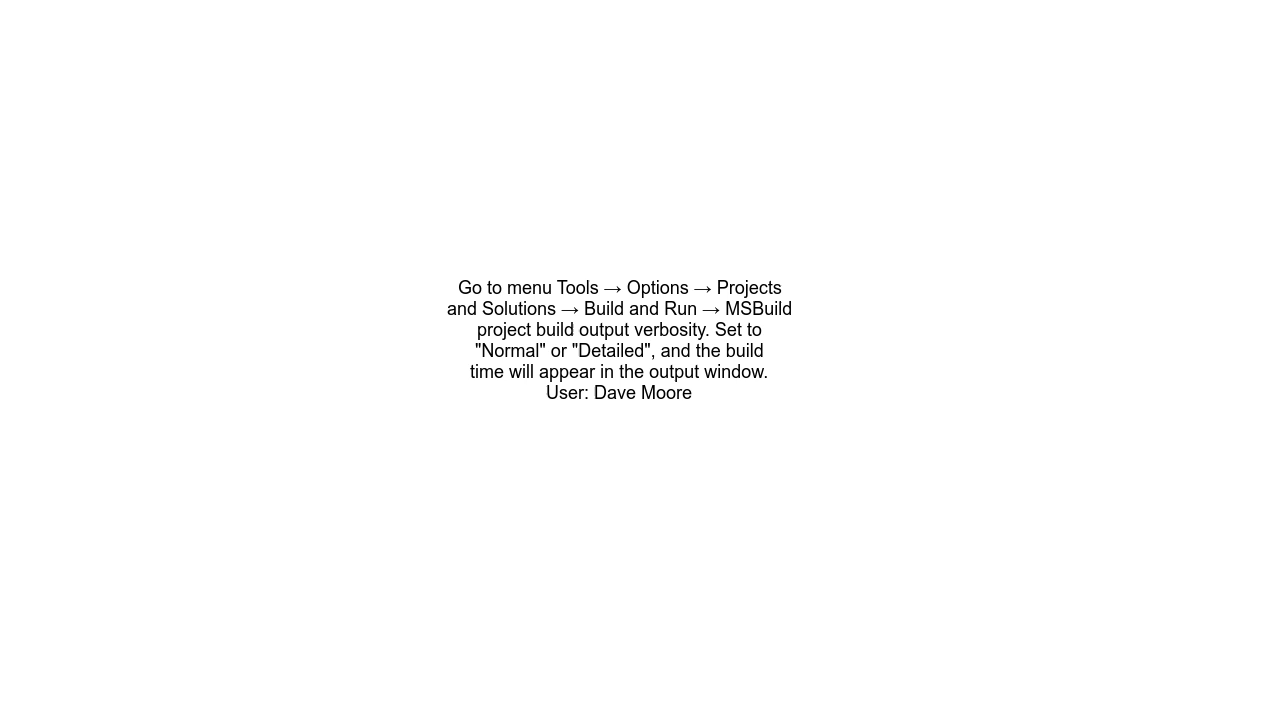 Go to menu Tools → Options → Projects
and Solutions → Build and Run → MSBuild
project build output verbosity. Set to
"Normal" or "Detailed", and the build
time will appear in the output window.
User: Dave Moore